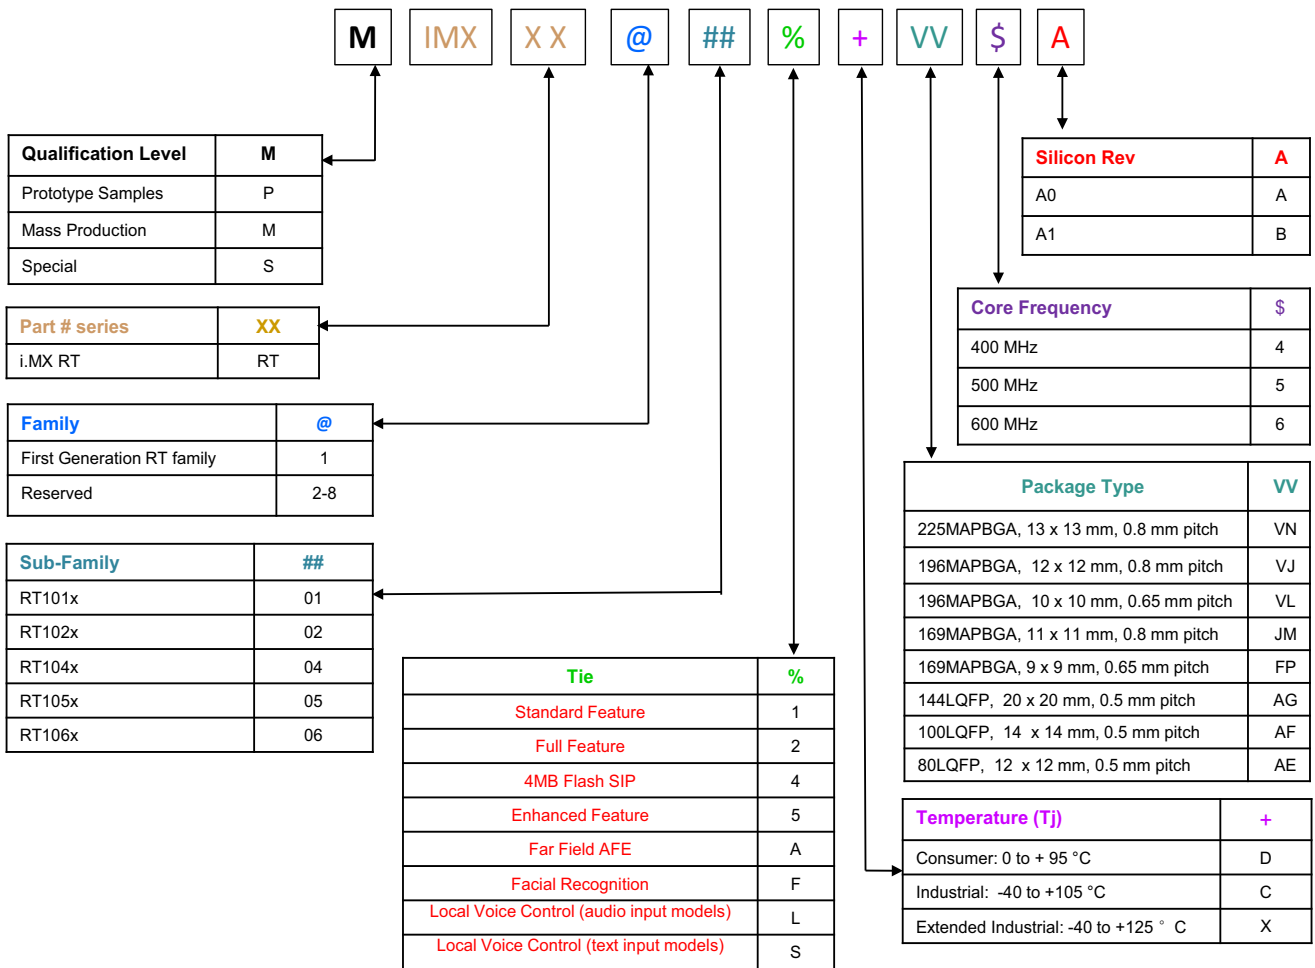 M IMX X X @ ## % + VV $ A
Qualification Level M
Prototype Samples P
Mass Production M
Special S
Part # series XX
i.MX RT RT
Family @
First Generation RT family 1
Reserved 2-8
Sub-Family ##
RT101x 01
RT102x 02
RT104x 04
RT105x 05
RT106x 06
Tie %
Standard Feature 1
Full Feature 2
4MB Flash SIP 4
Enhanced Feature 5
Far Field AFE A
Facial Recognition F
Local Voice Control (audio input models) L
Local Voice Control (text input models) S
Silicon Rev A
A0 A
A1 B
Core Frequency $
400 MHz 4
500 MHz 5
600 MHz 6
Package Type VV
225MAPBGA, 13 x 13 mm, 0.8 mm pitch VN
196MAPBGA, 12 x 12 mm, 0.8 mm pitch VJ
196MAPBGA, 10 x 10 mm, 0.65 mm pitch VL
169MAPBGA, 11 x 11 mm, 0.8 mm pitch JM
169MAPBGA, 9 x 9 mm, 0.65 mm pitch FP
144LQFP, 20 x 20 mm, 0.5 mm pitch AG
100LQFP, 14 x 14 mm, 0.5 mm pitch AF
80LQFP, 12 x 12 mm, 0.5 mm pitch AE
Temperature (Tj) +
Consumer: 0 to + 95 °C D
Industrial: -40 to +105 °C C
Extended Industrial: -40 to +125 ° C X